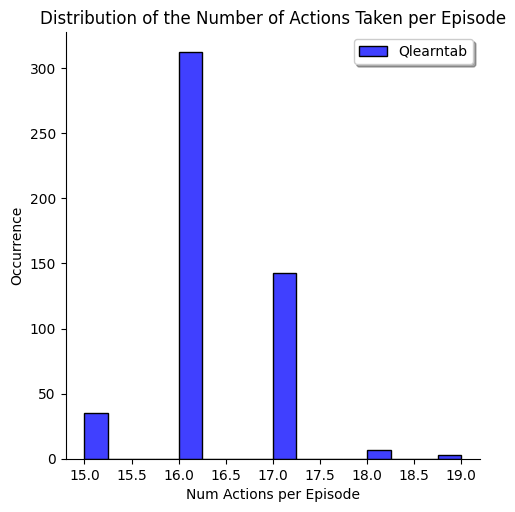 Distribution of the Number of Actions Taken per Episode
Qlearntab
300
250
200
150
100
50
0
Occurrence
15.0 15.5 16.0 16.5 17.0 17.5 18.0 18.5 19.0
Num Actions per Episode